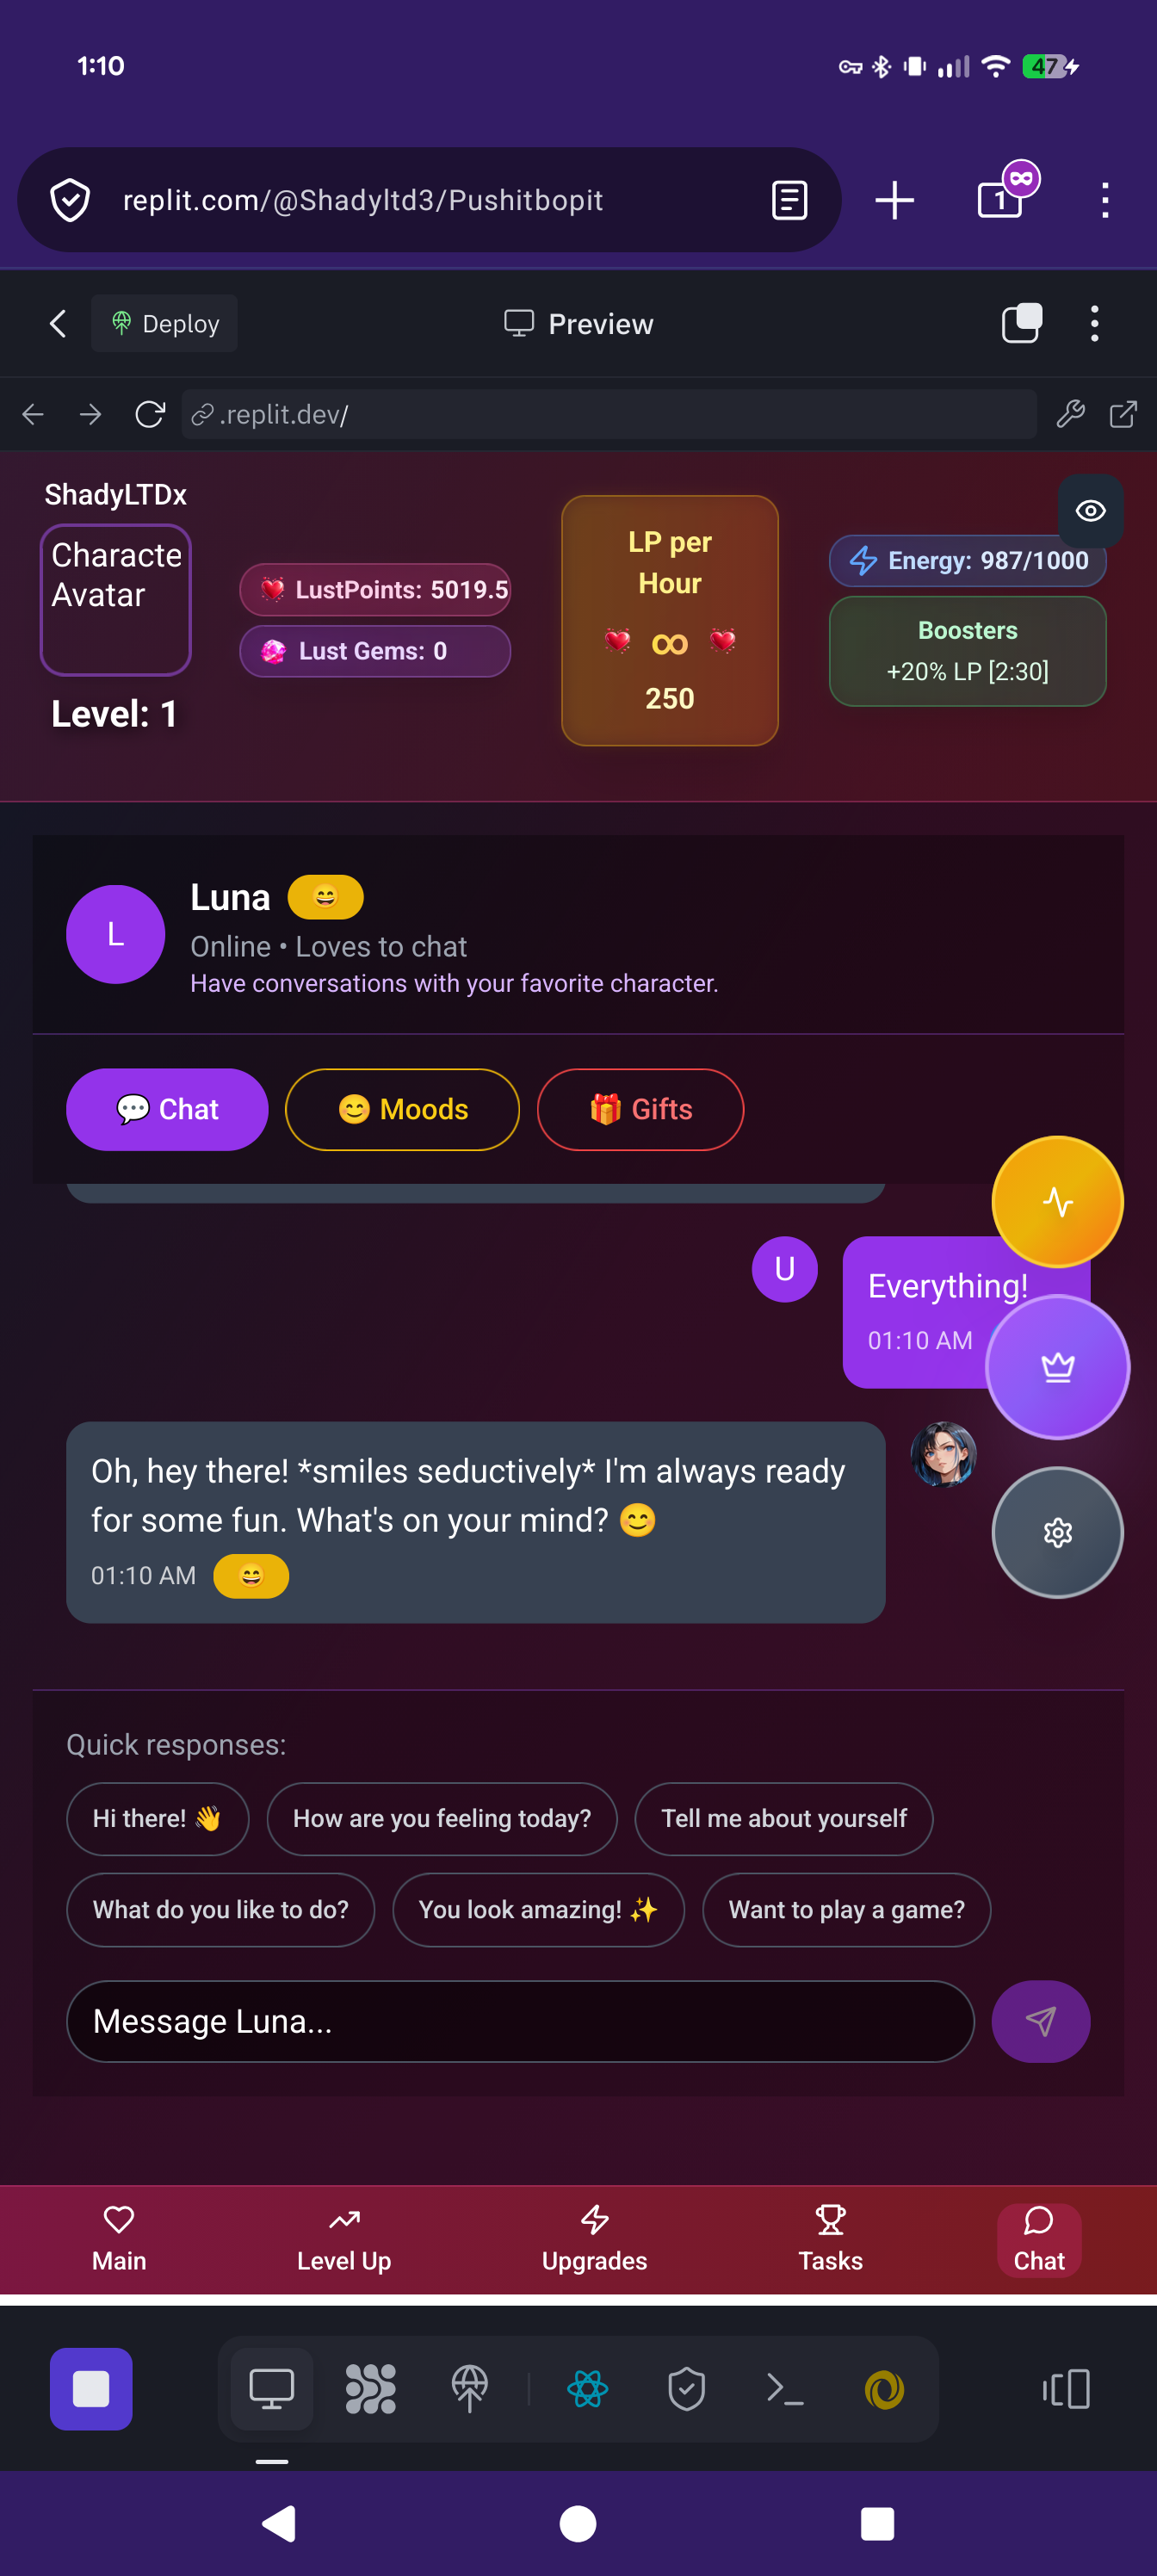 1:10
47
replit.com/@Shadyltd3/Pushitbopit
1
Deploy
Preview
.replit.dev/
ShadyLTDx
Characte
Avatar
Level: 1
💓 LustPoints: 5019.5
Lust Gems: 0
LP per
Hour
💓 ∞ 💓
250
Energy: 987/1000
Boosters
+20% LP [2:30]
L
Luna 😄
Online • Loves to chat
Have conversations with your favorite character.
💬 Chat
😊 Moods
🎁 Gifts
U
Everything!
01:10 AM
Oh, hey there! *smiles seductively* I'm always ready
for some fun. What's on your mind? 😊
01:10 AM 😄
Quick responses:
Hi there! 👋
How are you feeling today?
Tell me about yourself
What do you like to do?
You look amazing! ✨
Want to play a game?
Message Luna...
Main
Level Up
Upgrades
Tasks
Chat